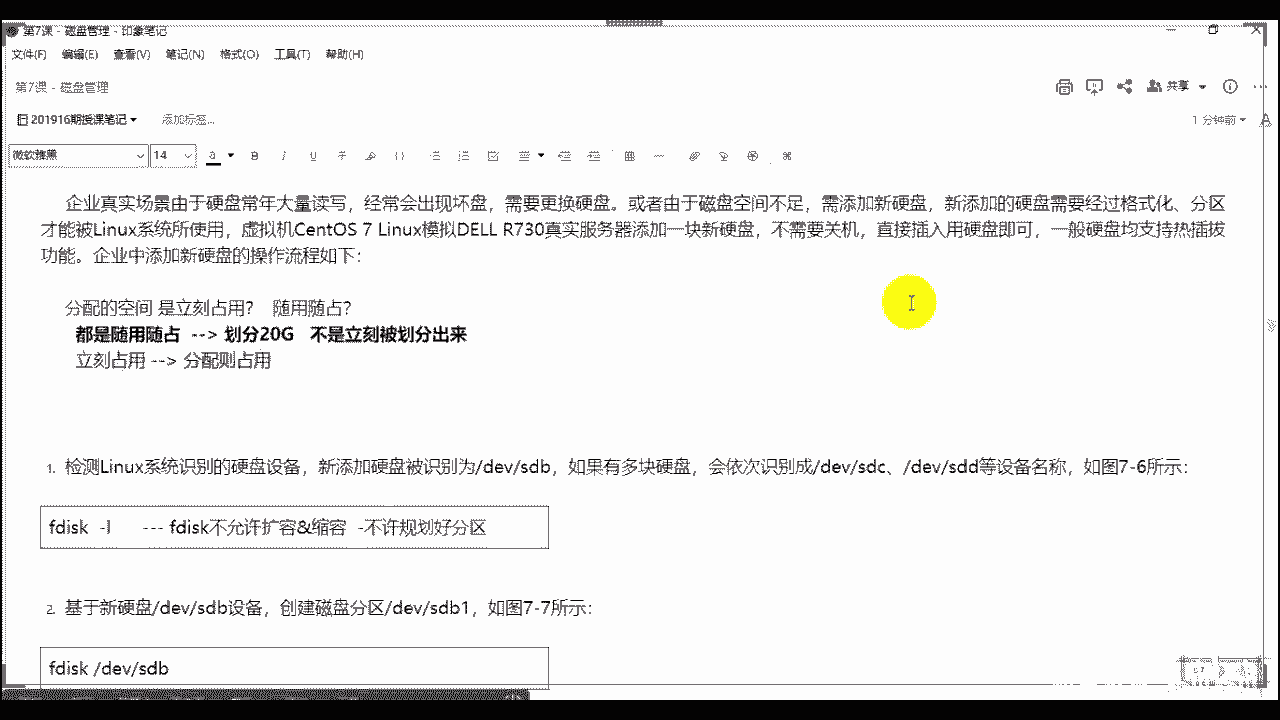 第7课 - 磁盘管理 - 印象笔记
文件(F) 编辑(E) 查看(V) 笔记(N) 格式(O) 工具(T) 帮助(H)
第7课 - 磁盘管理
共享
201916期授课笔记 添加标签...
1 分钟前
微软雅黑 14
企业真实场景由于硬盘常年大量读写，经常会出现坏盘，需要更换硬盘。或者由于磁盘空间不足，需添加新硬盘，新添加的硬盘需要经过格式化、分区
才能被Linux系统所使用，虚拟机CentOS 7 Linux模拟DELL R730真实服务器添加一块新硬盘，不需要关机，直接插入用硬盘即可，一般硬盘均支持热插拔
功能。企业中添加新硬盘的操作流程如下：
分配的空间 是立刻占用？ 随用随占？
都是随用随占 --> 划分20G 不是立刻被划分出来
立刻占用 --> 分配则占用
1. 检测Linux系统识别的硬盘设备，新添加硬盘被识别为/dev/sdb，如果有多块硬盘，会依次识别成/dev/sdc、/dev/sdd等设备名称，如图7-6所示：
fdisk -l --- fdisk不允许扩容&缩容 -不许规划好分区
2. 基于新硬盘/dev/sdb设备，创建磁盘分区/dev/sdb1，如图7-7所示：
fdisk /dev/sdb